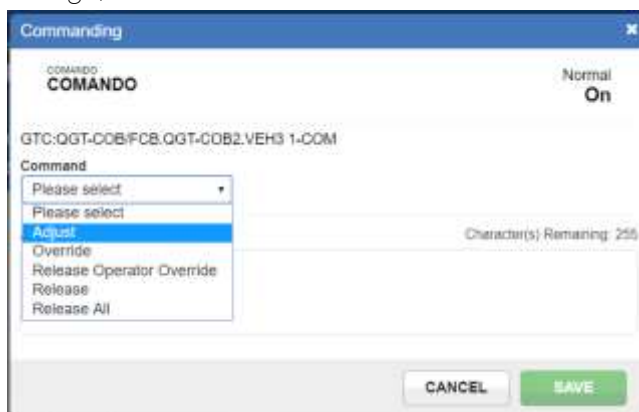 Commanding
COMANDO
COMANDO
Normal
On
GTC:QGT-COB/FCB.QGT-COB2.VEH3 1-COM
Command
Please select
Please select
Adjust
Character(s) Remaining: 255
Override
Release Operator Override
Release
Release All
CANCEL
SAVE